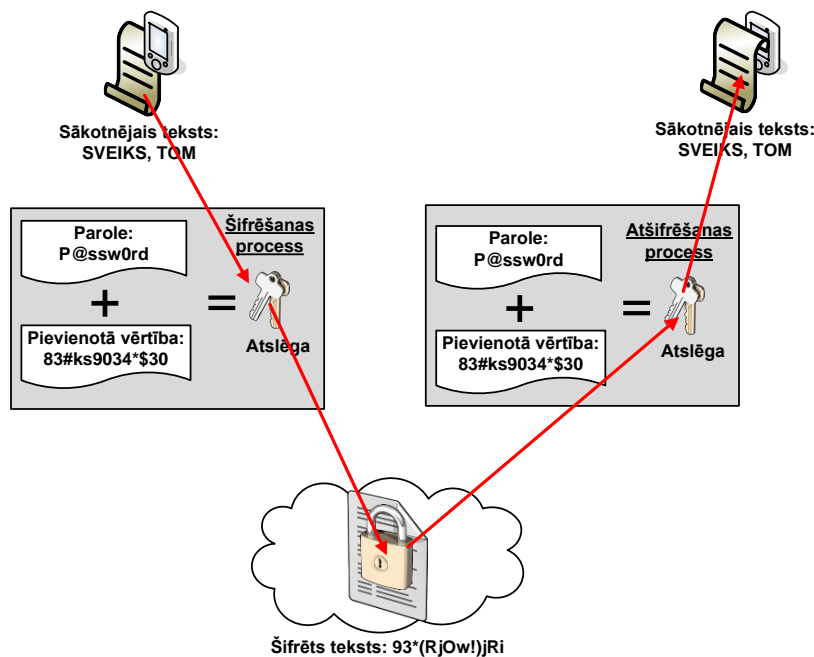 Sākotnējais teksts:
SVEIKS, TOM
Sākotnējais teksts:
SVEIKS, TOM
Parole:
P@ssw0rd
+
Pievienotā vērtība:
83#ks9034*$30
=
Šifrēšanas
process
Atslēga
Parole:
P@ssw0rd
+
Pievienotā vērtība:
83#ks9034*$30
=
Atšifrēšanas
process
Atslēga
Šifrēts teksts: 93*(RjOw!)jRi